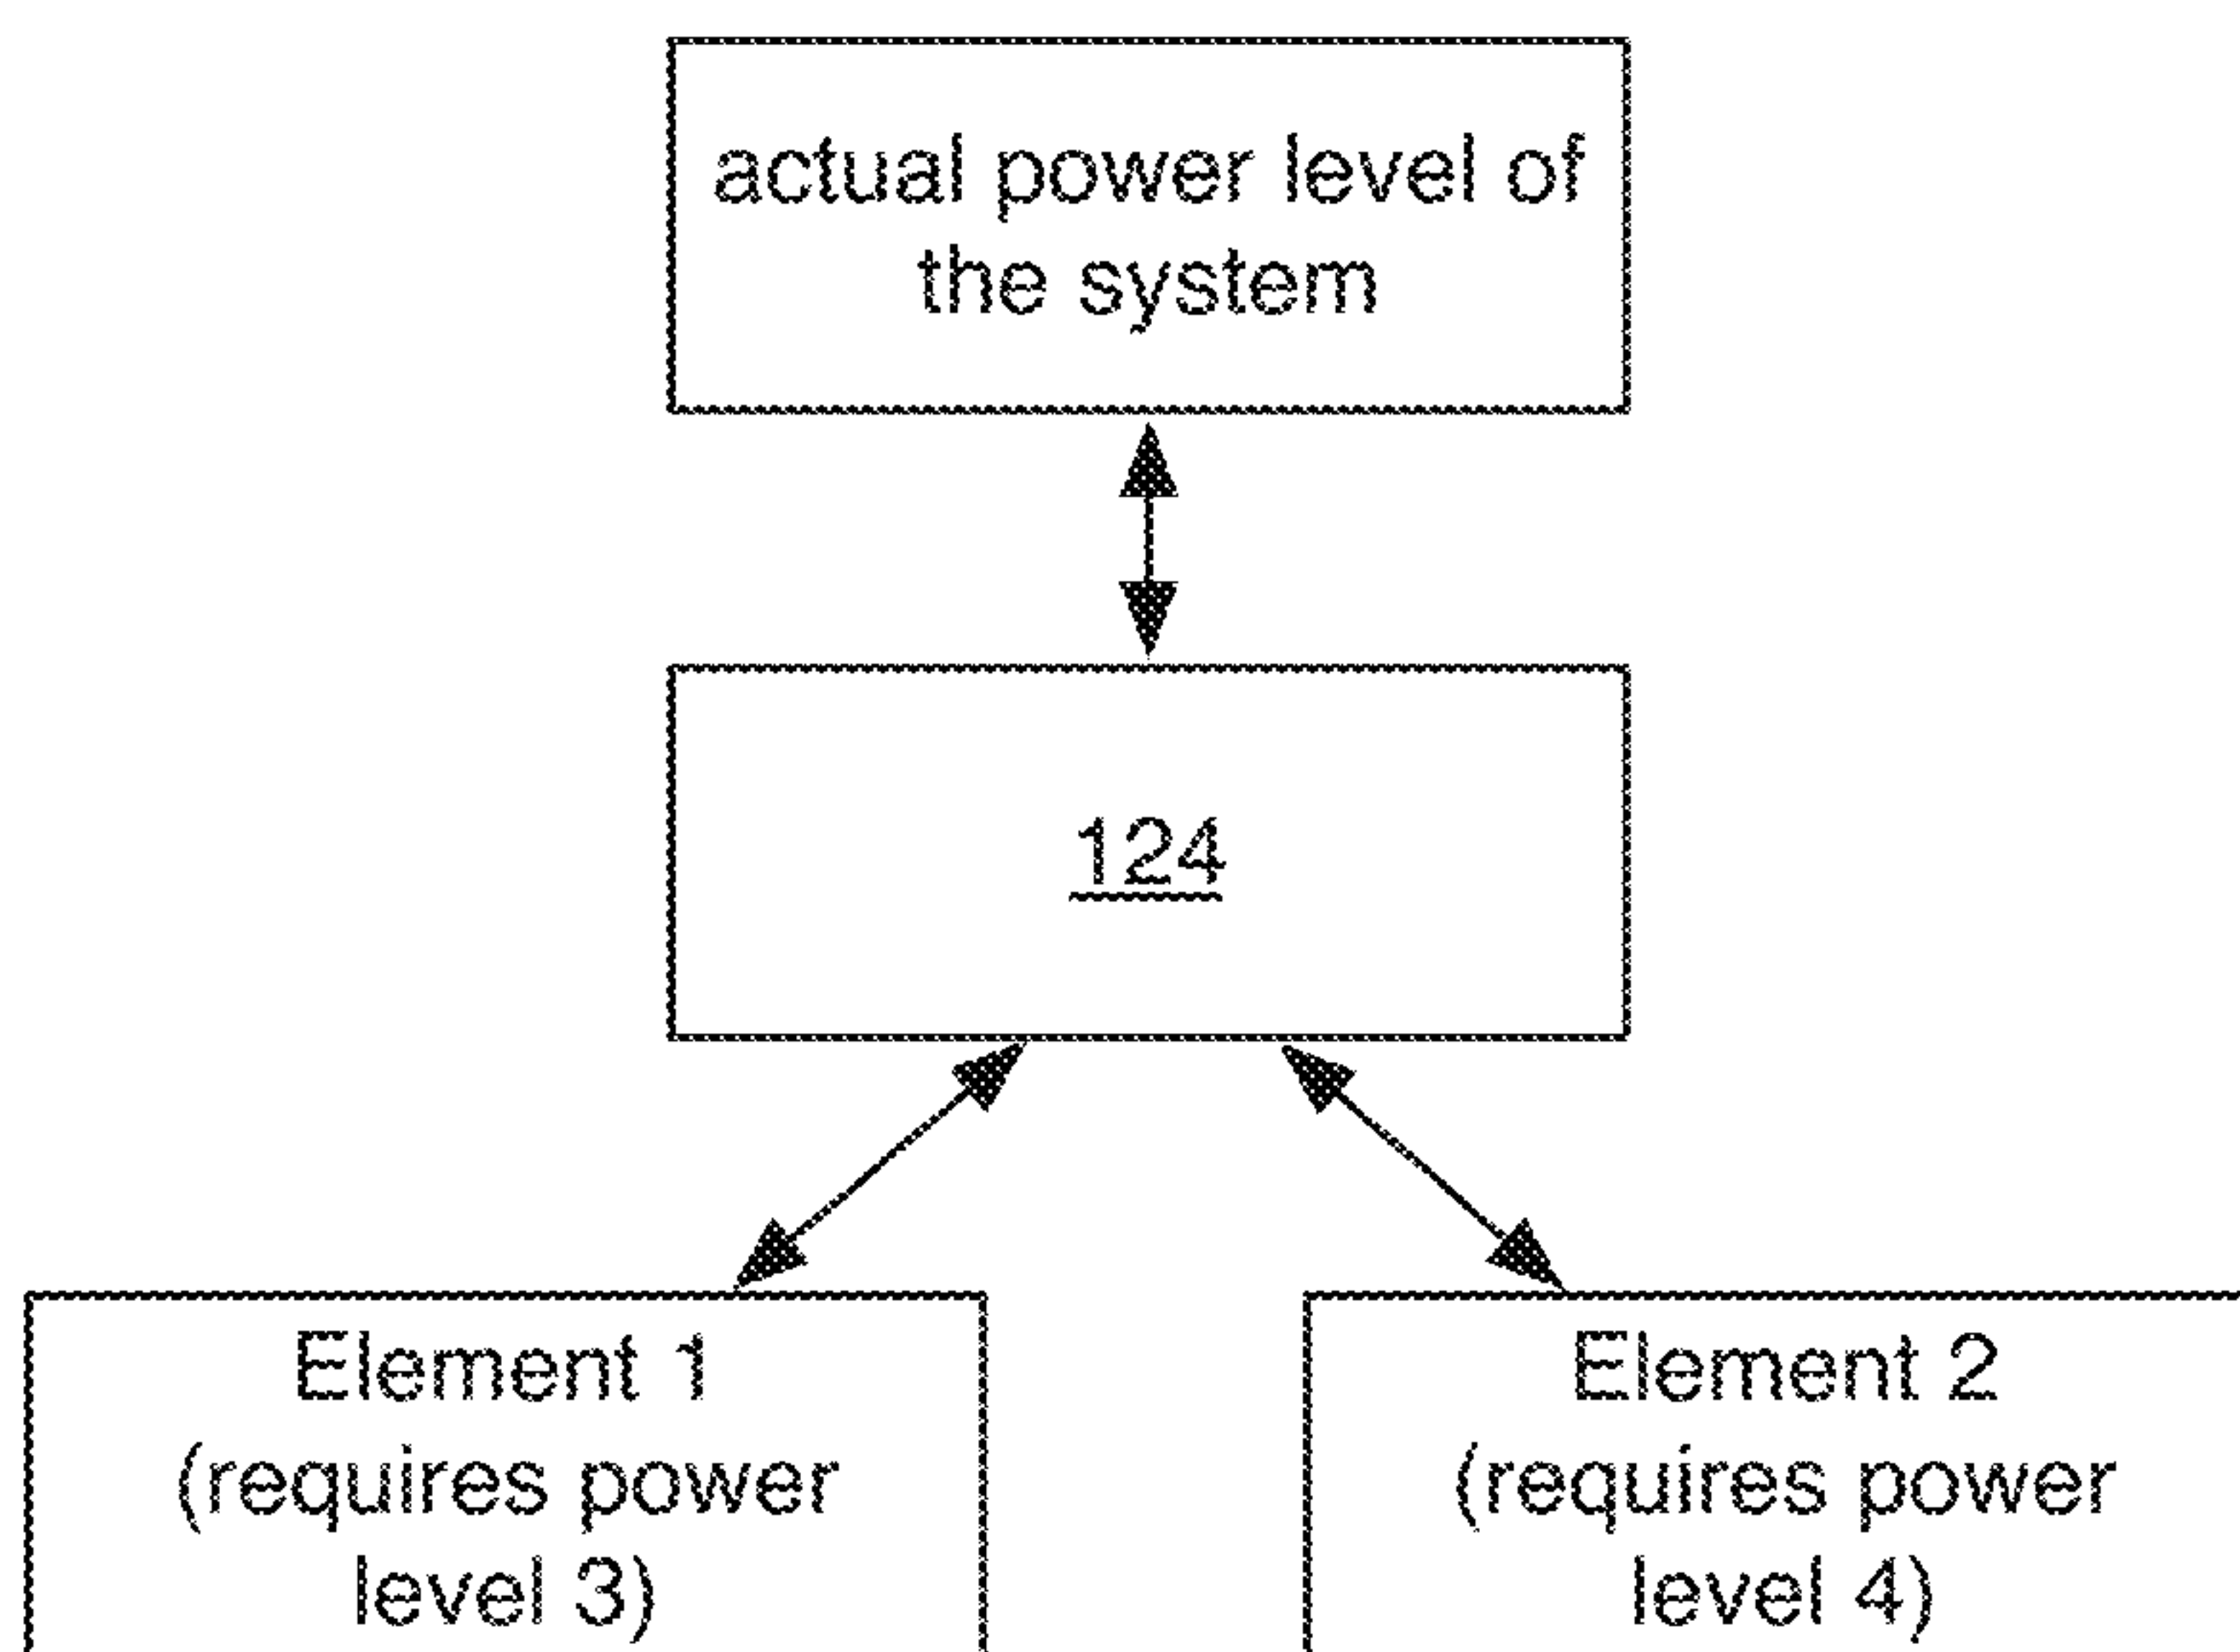 actual power level of
the system
124
Element 1
(requires power
level 3)
Element 2
(requires power
level 4)